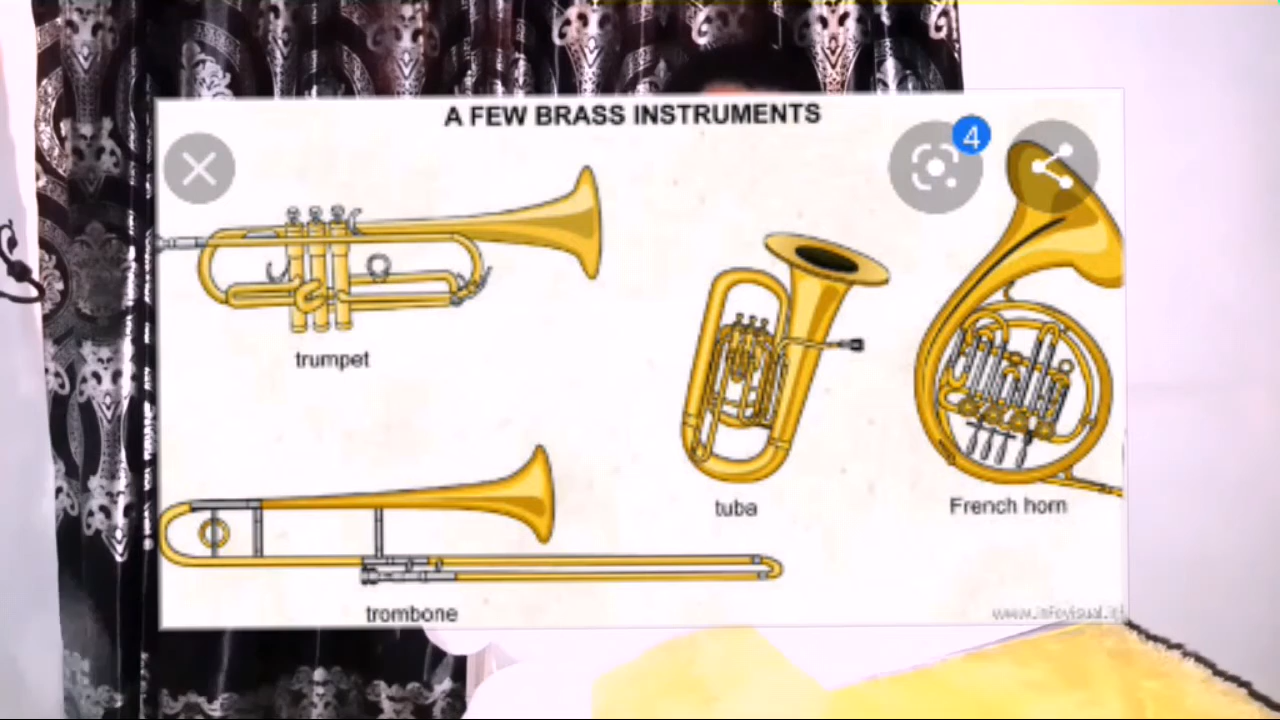 A FEW BRASS INSTRUMENTS
4
trumpet
tuba
French horn
trombone